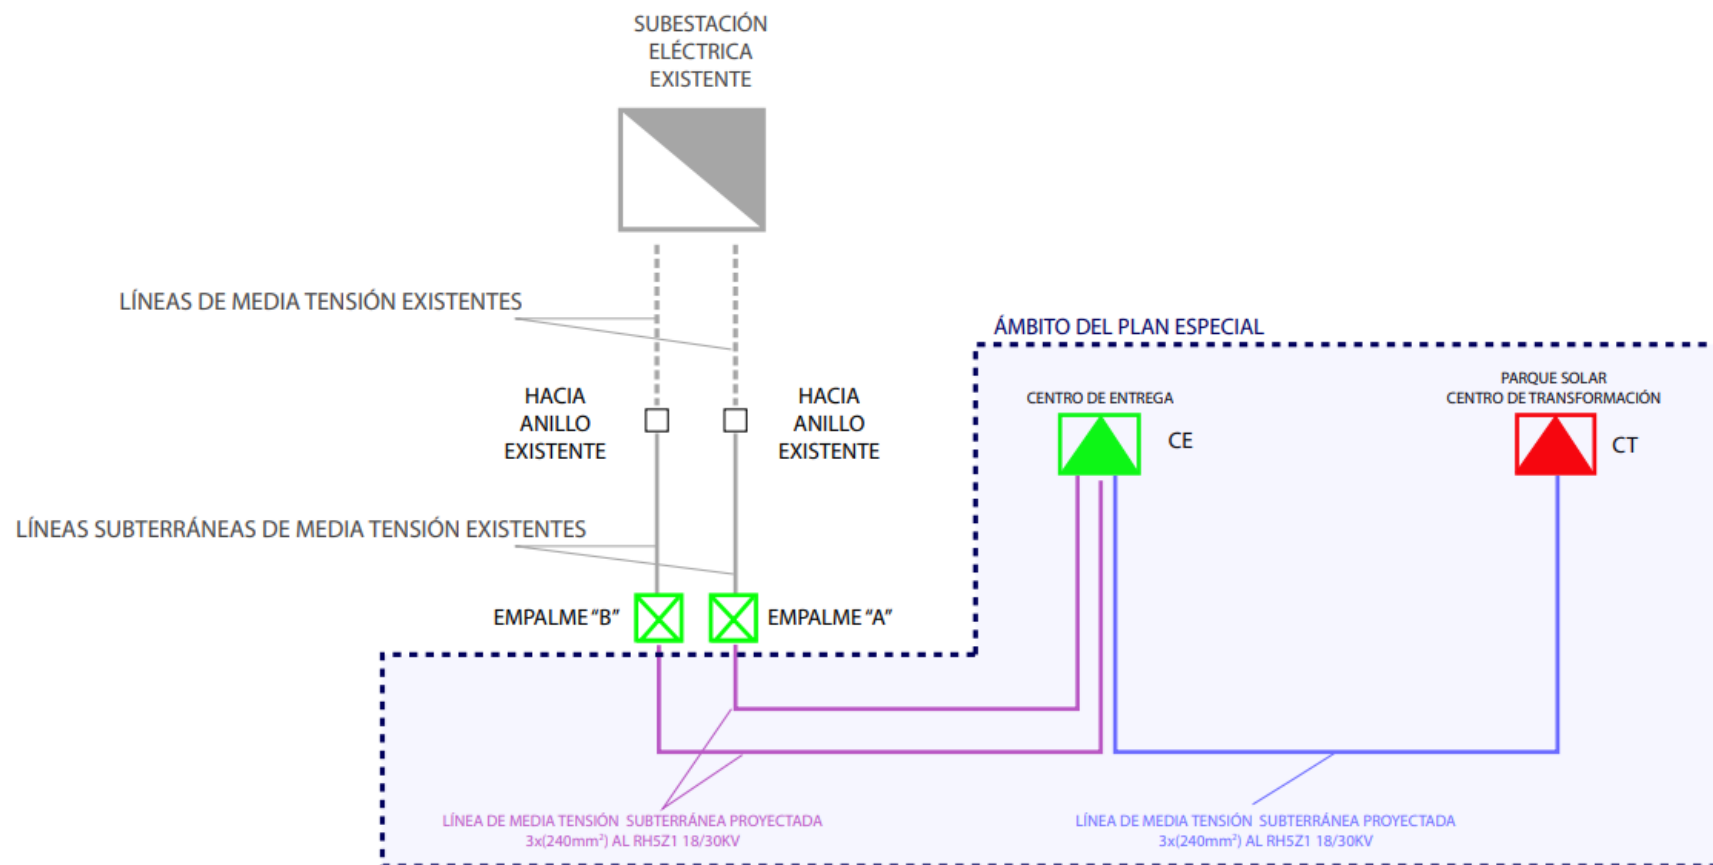 SUBESTACIÓN
ELÉCTRICA
EXISTENTE
LÍNEAS DE MEDIA TENSIÓN EXISTENTES
ÁMBITO DEL PLAN ESPECIAL
HACIA
ANILLO
EXISTENTE
HACIA
ANILLO
EXISTENTE
CENTRO DE ENTREGA
CE
PARQUE SOLAR
CENTRO DE TRANSFORMACIÓN
CT
LÍNEAS SUBTERRÁNEAS DE MEDIA TENSIÓN EXISTENTES
EMPALME “B”
EMPALME “A”
LÍNEA DE MEDIA TENSIÓN SUBTERRÁNEA PROYECTADA
3x(240mm²) AL RH5Z1 18/30KV
LÍNEA DE MEDIA TENSIÓN SUBTERRÁNEA PROYECTADA
3x(240mm²) AL RH5Z1 18/30KV